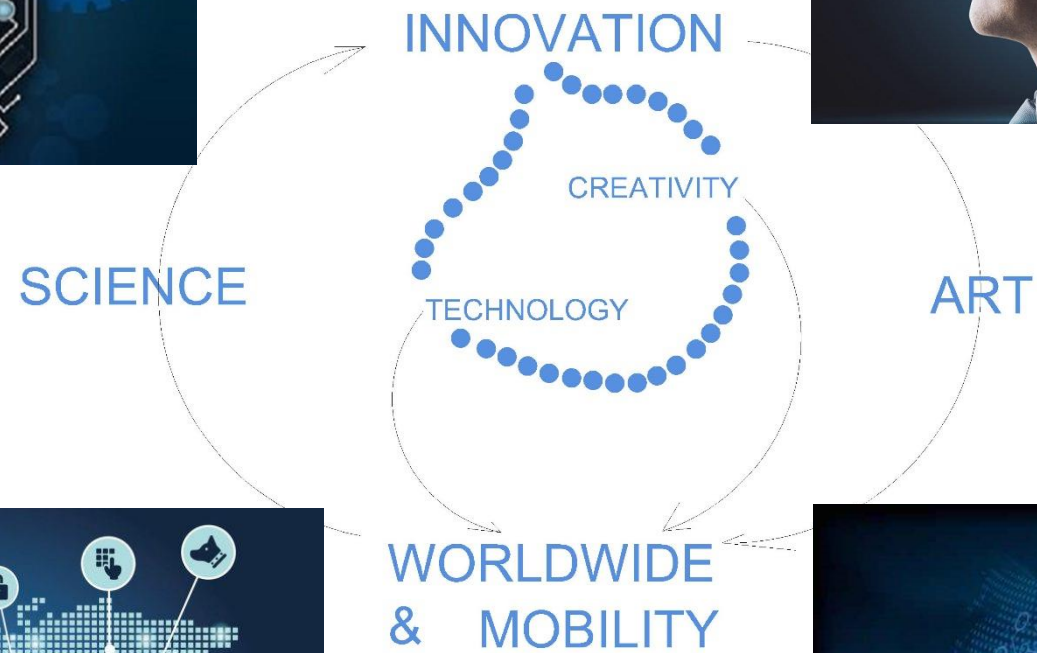 INNOVATION
CREATIVITY
SCIENCE
ART
TECHNOLOGY
WORLDWIDE
& MOBILITY